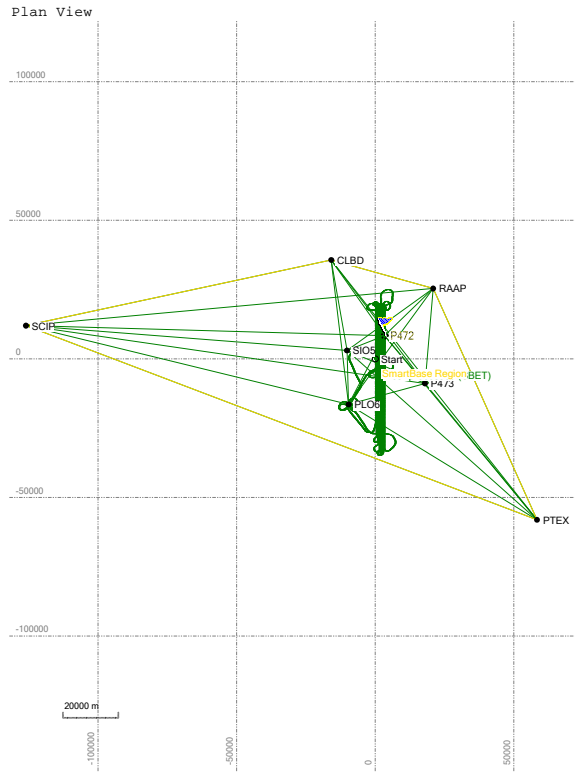 Plan View
100000
50000
CLBD
RAAP
SCIP
P472
SIO5
0
Start
SmartBase Region
BET)
P473
PLO6
-50000
PTEX
-100000
20000 m
-100000
-50000
0
50000